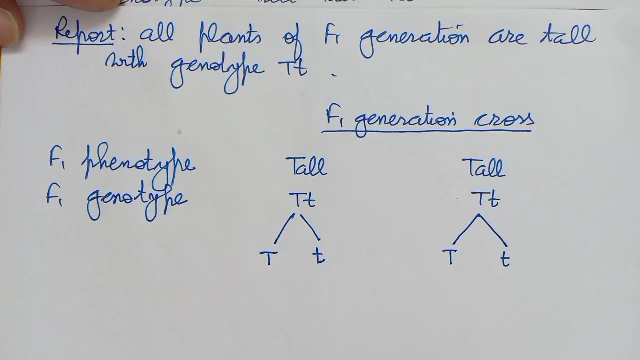 Report: all plants of F1 generation are tall
with genotype Tt .
F1 generation cross
F1 phenotype Tall Tall
F1 genotype Tt Tt
T t T t